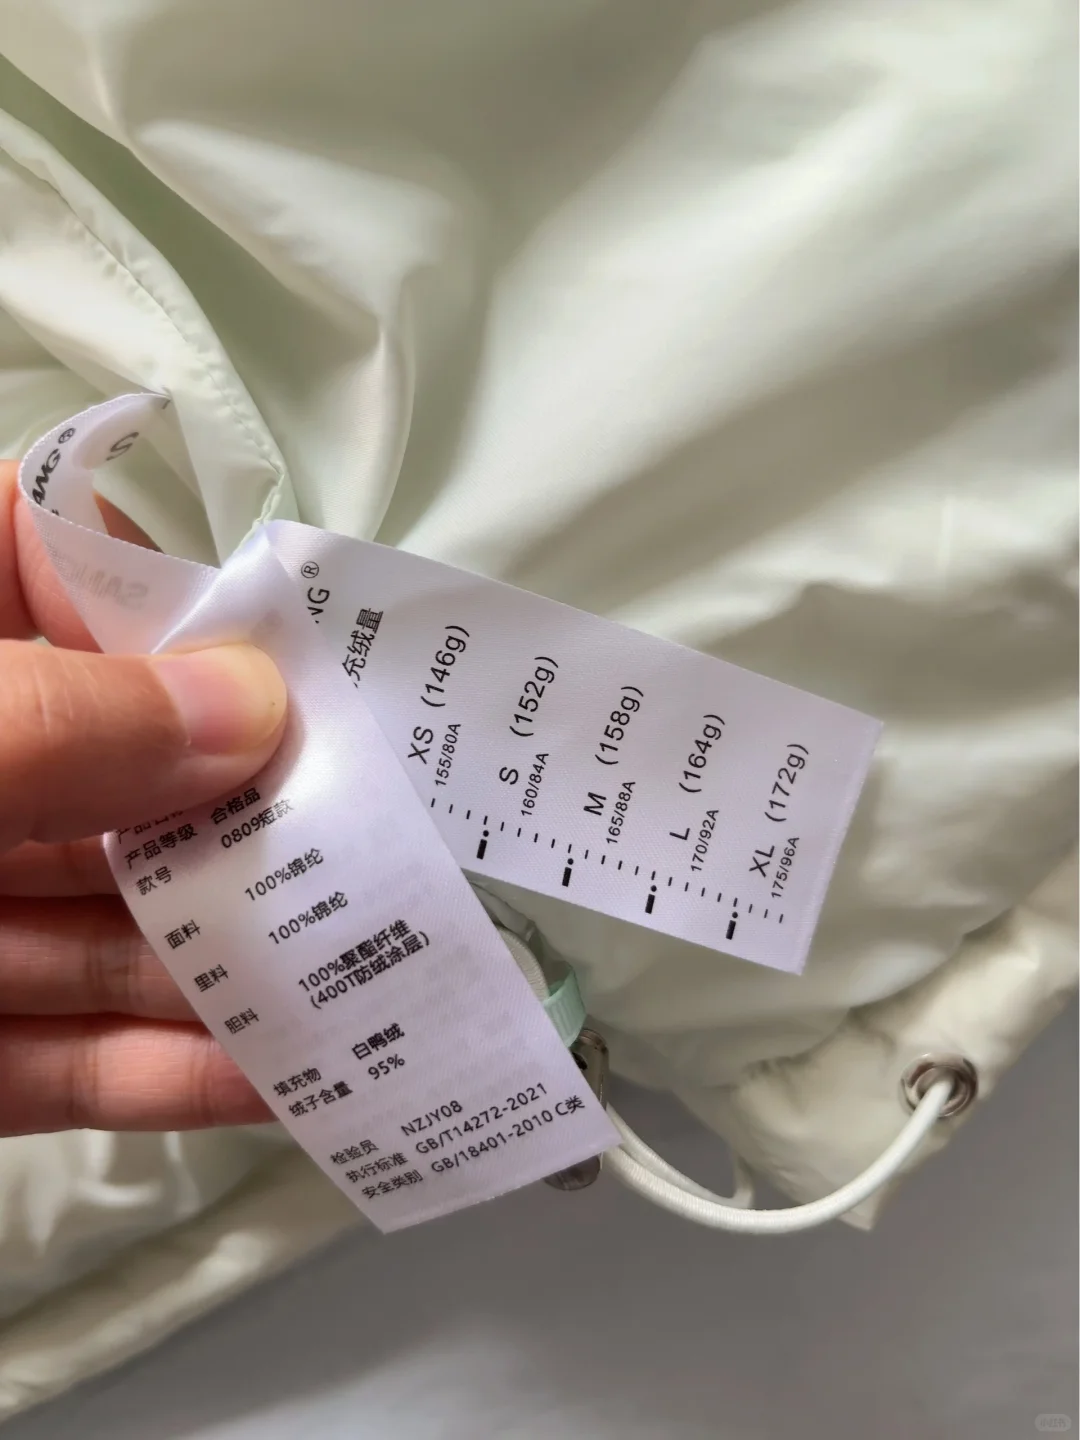 ANG®
S
NG®
充绒量
XS (146g)
155/80A
S (152g)
160/84A
M (158g)
165/88A
L (164g)
170/92A
XL (172g)
175/96A
产品等级 合格品
款号 0809短款
面料 100%锦纶
里料 100%锦纶
胆料 100%聚酯纤维
(400T防绒涂层)
填充物 白鸭绒
绒子含量 95%
检验员 NZJY08
执行标准 GB/T14272-2021
安全类别 GB/18401-2010 C类